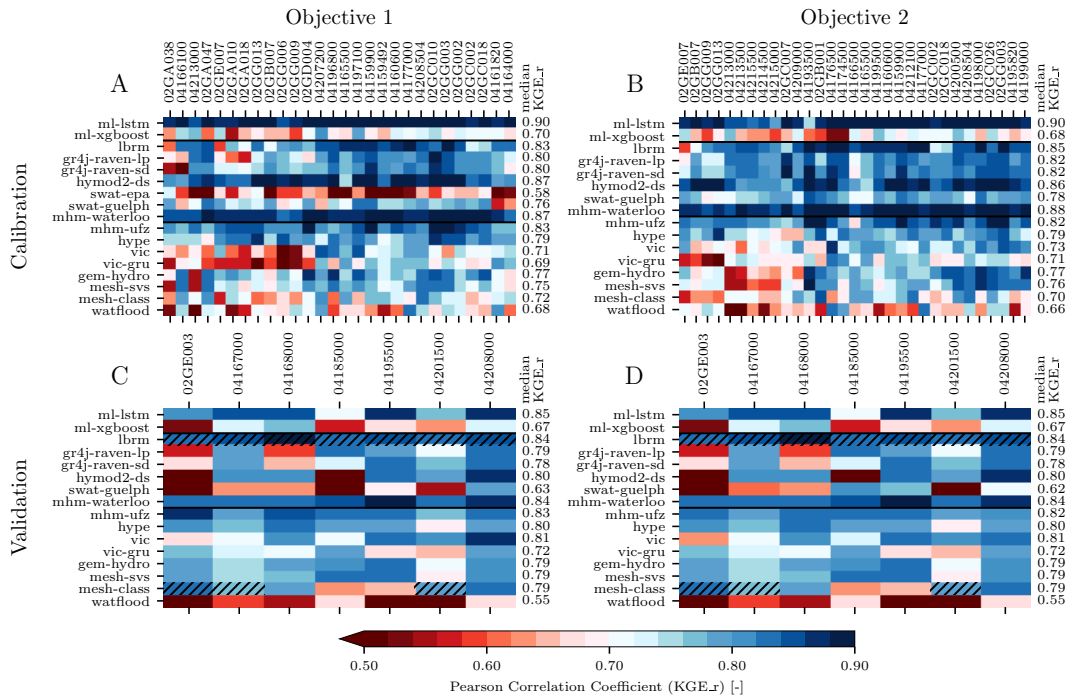 Objective 1
Objective 2
Calibration
A
02GA038
04166100
04213000
02GA047
02GE007
02GA010
02GA018
02GG013
02GB007
02GG006
02GG009
02GD004
04207200
04196800
04165500
04197100
04159900
04159492
04160600
04177000
04208504
02GC010
02GG003
02GG002
02GC002
02GC018
04161820
04164000
median
KGE_r
ml-lstm 0.90
ml-xgboost 0.70
lbrm 0.83
gr4j-raven-lp 0.80
gr4j-raven-sd 0.80
hymod2-ds 0.87
swat-epa 0.58
swat-guelph 0.76
mhm-waterloo 0.87
mhm-ufz 0.83
hype 0.79
vic 0.71
vic-gru 0.69
gem-hydro 0.77
mesh-svs 0.75
mesh-class 0.72
watflood 0.68
B
02GE007
02GB007
02GG009
02GG013
04213000
04213500
04215500
04214500
04215000
02GC007
04209000
04193500
02GB001
04176500
04174500
04166500
04165500
04199500
04160600
04159900
04212100
04177000
02GC002
02GC018
04200500
04208504
04198000
02GC026
02GG003
04195820
04199000
median
KGE_r
ml-lstm 0.90
ml-xgboost 0.68
lbrm 0.85
gr4j-raven-lp 0.82
gr4j-raven-sd 0.82
hymod2-ds 0.86
swat-guelph 0.78
mhm-waterloo 0.88
mhm-ufz 0.82
hype 0.79
vic 0.73
vic-gru 0.71
gem-hydro 0.77
mesh-svs 0.76
mesh-class 0.70
watflood 0.66
Validation
C
02GE003
04167000
04168000
04185000
04195500
04201500
04208000
median
KGE_r
ml-lstm 0.85
ml-xgboost 0.67
lbrm 0.84
gr4j-raven-lp 0.79
gr4j-raven-sd 0.78
hymod2-ds 0.80
swat-guelph 0.63
mhm-waterloo 0.84
mhm-ufz 0.83
hype 0.80
vic 0.81
vic-gru 0.72
gem-hydro 0.79
mesh-svs 0.79
mesh-class 0.79
watflood 0.55
D
02GE003
04167000
04168000
04185000
04195500
04201500
04208000
median
KGE_r
ml-lstm 0.85
ml-xgboost 0.67
lbrm 0.84
gr4j-raven-lp 0.79
gr4j-raven-sd 0.78
hymod2-ds 0.80
swat-guelph 0.62
mhm-waterloo 0.84
mhm-ufz 0.83
hype 0.80
vic 0.81
vic-gru 0.72
gem-hydro 0.79
mesh-svs 0.79
mesh-class 0.79
watflood 0.55
0.50 0.60 0.70 0.80 0.90
Pearson Correlation Coefficient (KGE_r) [-]